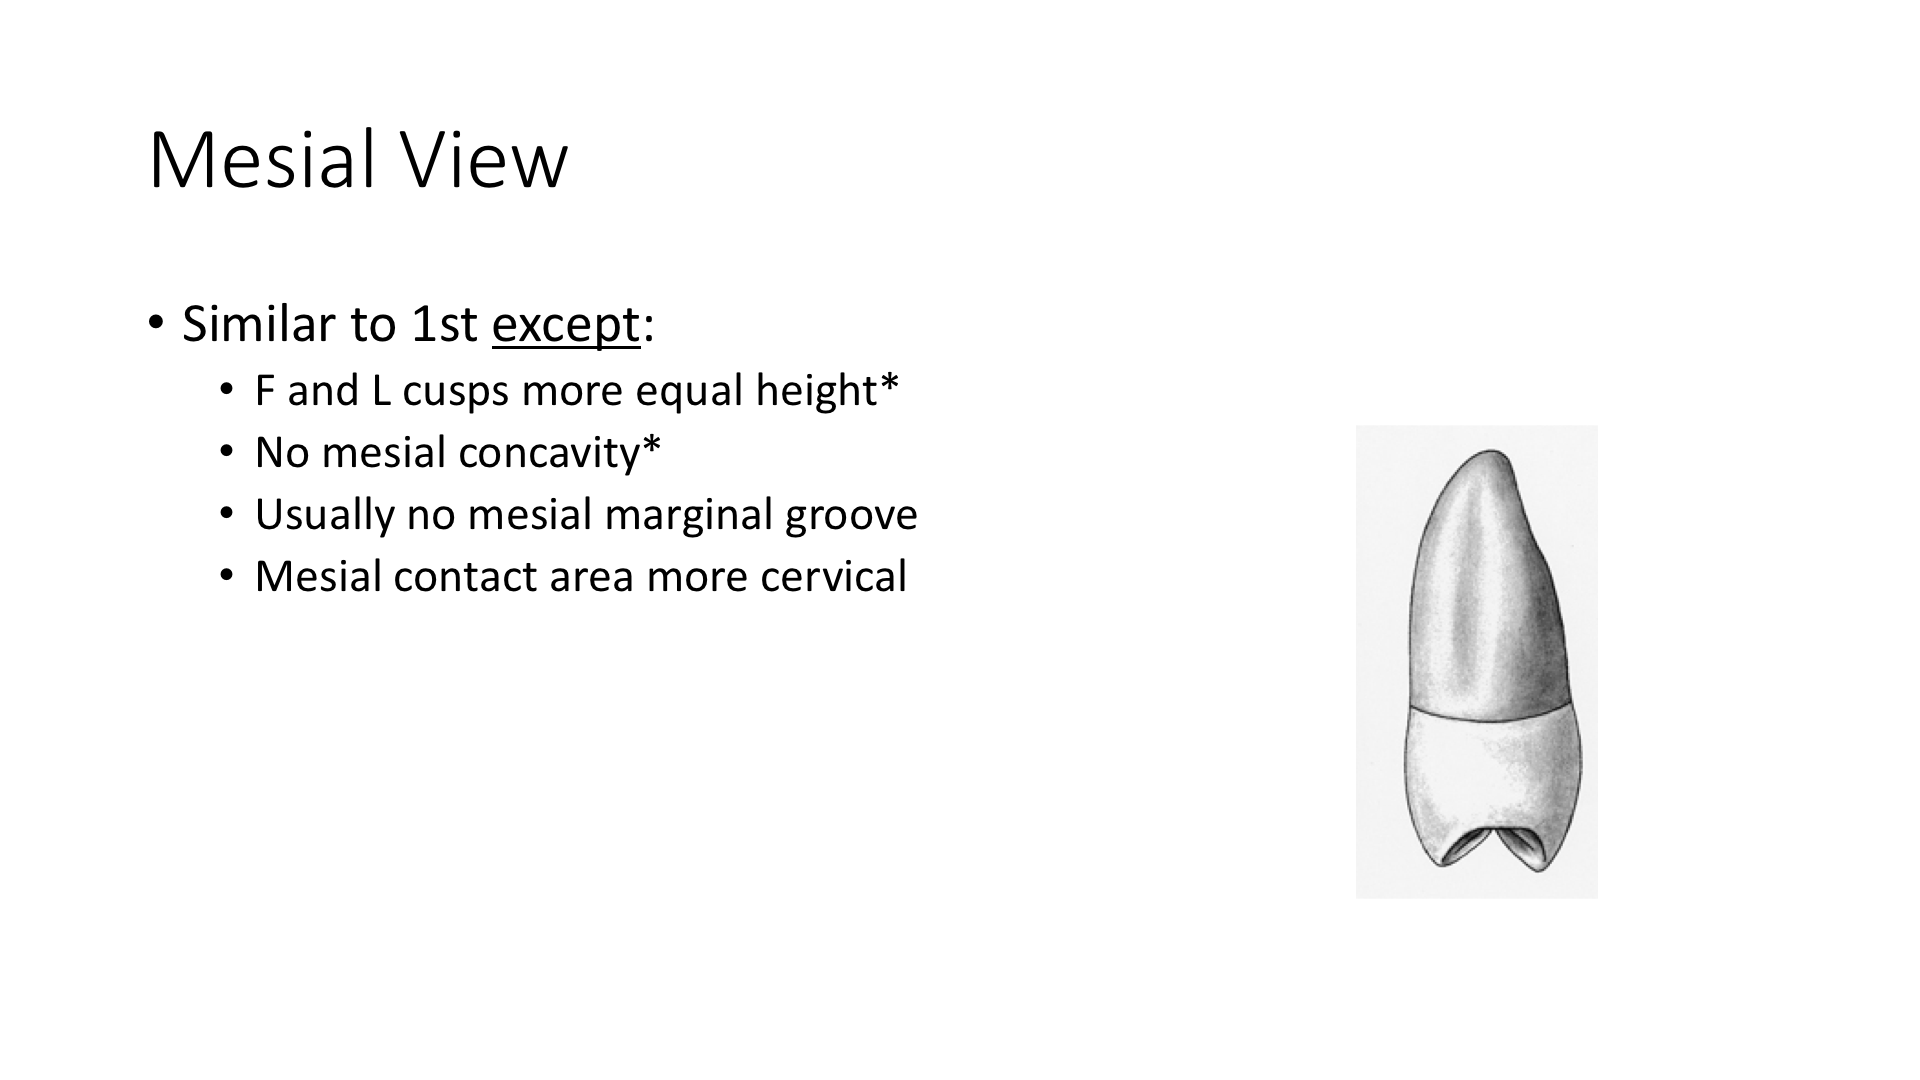 Mesial View
• Similar to 1st except:
• F and L cusps more equal height*
• No mesial concavity*
• Usually no mesial marginal groove
• Mesial contact area more cervical